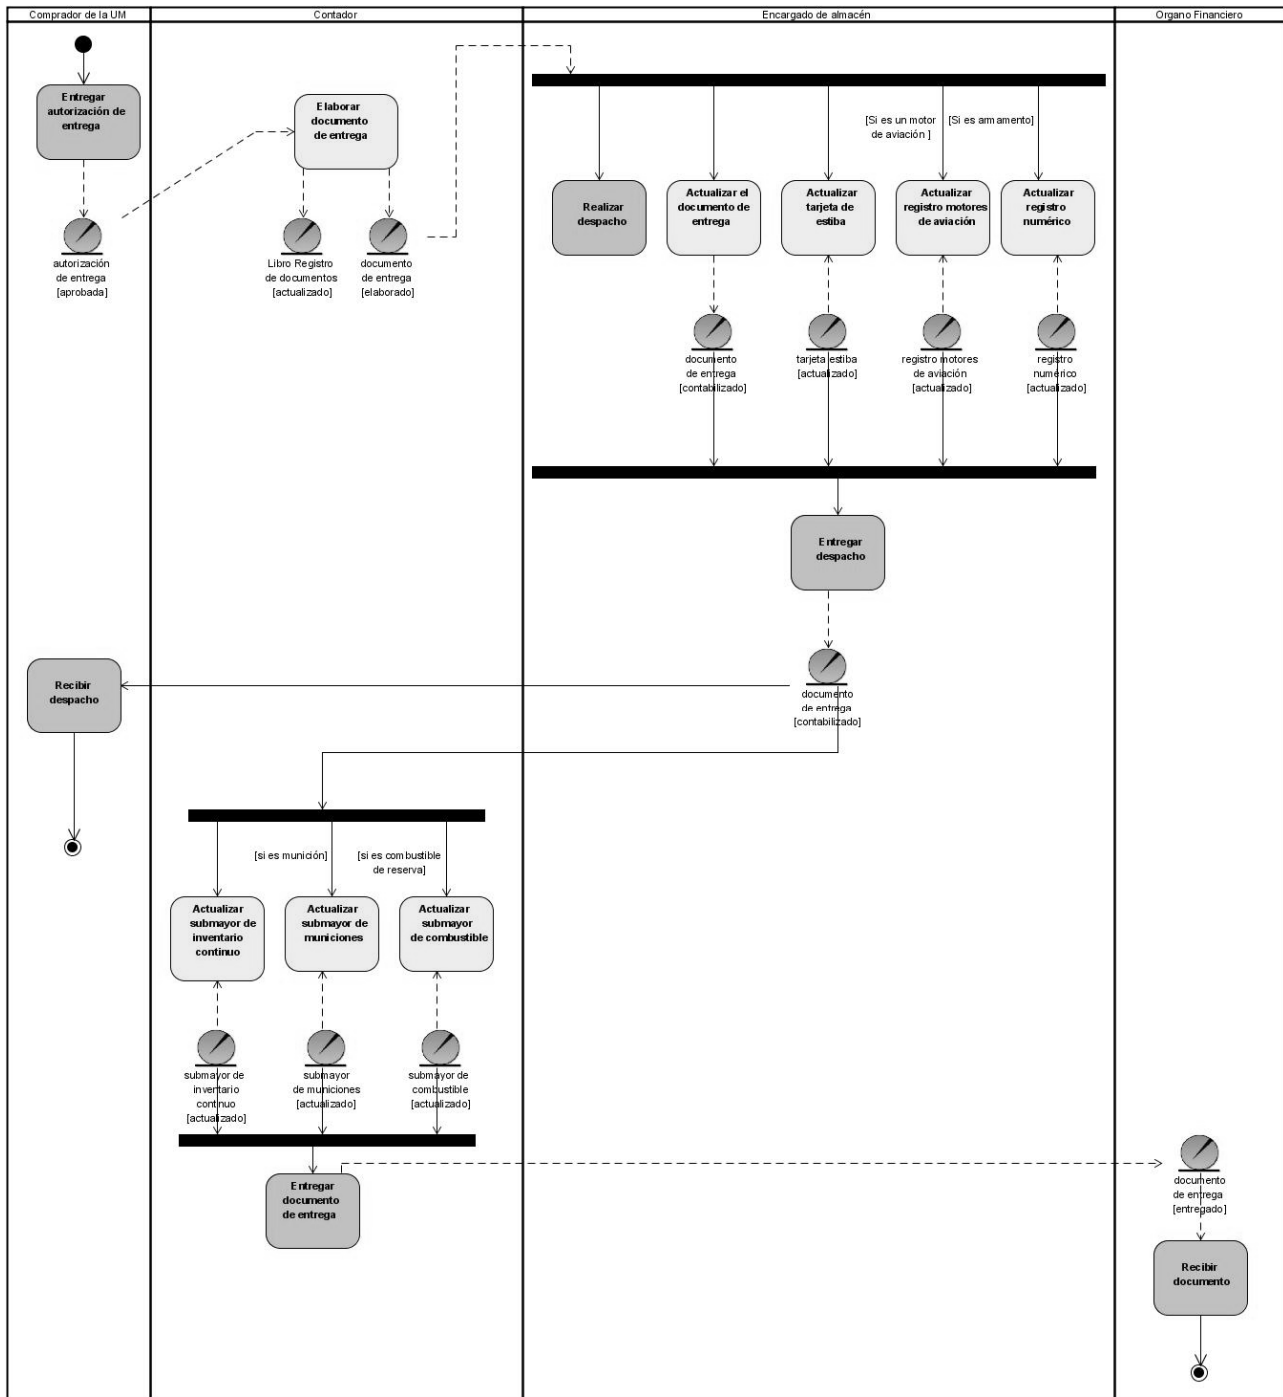 Comprador de la UM
Contador
Encargado de almacén
Organo Financiero
Entregar
autorización de
entrega
autorización
de entrega
[aprobada]
Elaborar
documento
de entrega
Libro Registro
de documentos
[actualizado]
documento
de entrega
[elaborado]
[Si es un motor
de aviación ]
[Si es armamento]
Realizar
despacho
Actualizar el
documento de
entrega
Actualizar
tarjeta de
estiba
Actualizar
registro motores
de aviación
Actualizar
registro
numérico
documento
de entrega
[contabilizado]
tarjeta estiba
[actualizado]
registro motores
de aviación
[actualizado]
registro
numérico
[actualizado]
Entregar
despacho
documento
de entrega
[contabilizado]
Recibir
despacho
[si es munición]
[si es combustible
de reserva]
Actualizar
submayor de
inventario
continuo
Actualizar
submayor de
municiones
Actualizar
submayor
de combustible
submayor de
inventario
continuo
[actualizado]
submayor
de municiones
[actualizado]
submayor de
combustible
[actualizado]
Entregar
documento
de entrega
documento
de entrega
[entregado]
Recibir
documento